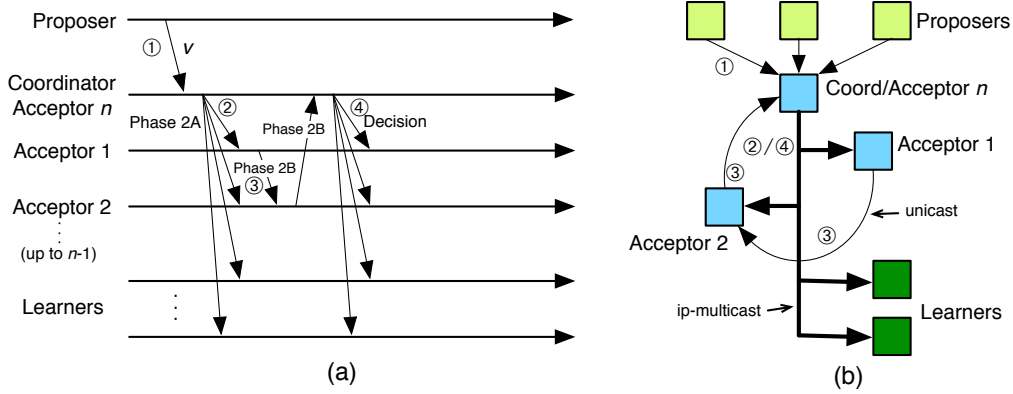 Proposer
① v
Coordinator
Acceptor n
② ④
Phase 2A Phase 2B Decision
Acceptor 1
Phase 2B
③
Acceptor 2
(up to n-1)
Learners
(a)
Proposers
①
Coord/Acceptor n
②/④
Acceptor 1
③
unicast
Acceptor 2
③
ip-multicast
Learners
(b)